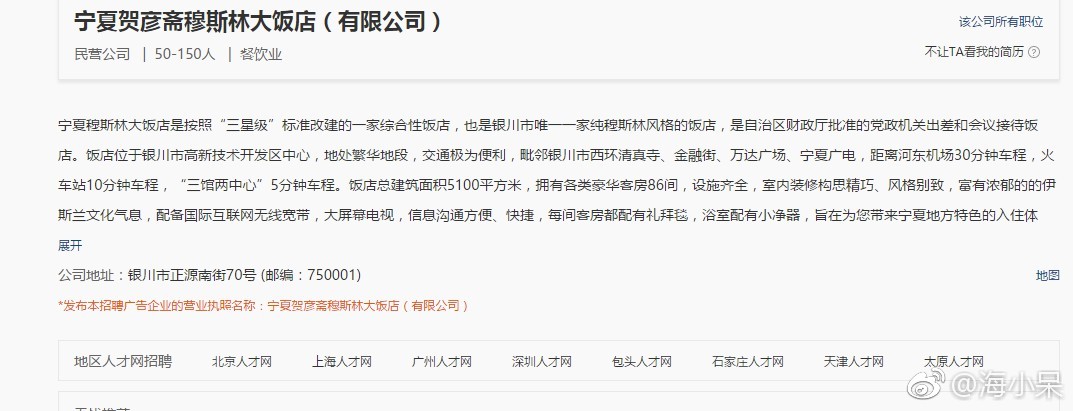 宁夏贺彦斋穆斯林大饭店（有限公司）
该公司所有职位
民营公司 | 50-150人 | 餐饮业
不让TA看我的简历
宁夏穆斯林大饭店是按照“三星级”标准改建的一家综合性饭店，也是银川市唯一一家纯穆斯林风格的饭店，是自治区财政厅批准的党政机关出差和会议接待饭
店。饭店位于银川市高新技术开发区中心，地处繁华地段，交通极为便利，毗邻银川市西环清真寺、金融街、万达广场、宁夏广电，距离河东机场30分钟车程，火
车站10分钟车程，“三馆两中心”5分钟车程。饭店总建筑面积5100平方米，拥有各类豪华客房86间，设施齐全，室内装修构思精巧、风格别致，富有浓郁的的伊
斯兰文化气息，配备国际互联网无线宽带，大屏幕电视，信息沟通方便、快捷，每间客房都配有礼拜毯，浴室配有小净器，旨在为您带来宁夏地方特色的入住体
展开
公司地址：银川市正源南街70号 (邮编：750001)
地图
*发布本招聘广告企业的营业执照名称：宁夏贺彦斋穆斯林大饭店（有限公司）
地区人才网招聘 北京人才网 上海人才网 广州人才网 深圳人才网 包头人才网 石家庄人才网 天津人才网 太原人才网
@海小呆